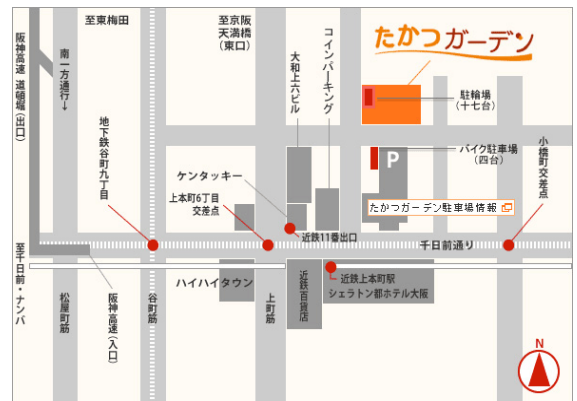 至東梅田
至京阪
天満橋
(東口)
たかつガーデン
阪神高速 道頓堀(出口)
南一方通行→
コインパーキング
大和上六ビル
駐輪場
(十七台)
地下鉄谷町九丁目
バイク駐車場
(四台)
小橋町交差点
P
ケンタッキー
上本町6丁目
交差点
たかつガーデン駐車場情報
近鉄11番出口
千日前通り
至千日前・ナンバ
松屋町筋
阪神高速(入口)
谷町筋
ハイハイタウン
上町筋
近鉄百貨店
近鉄上本町駅
シェラトン都ホテル大阪
N